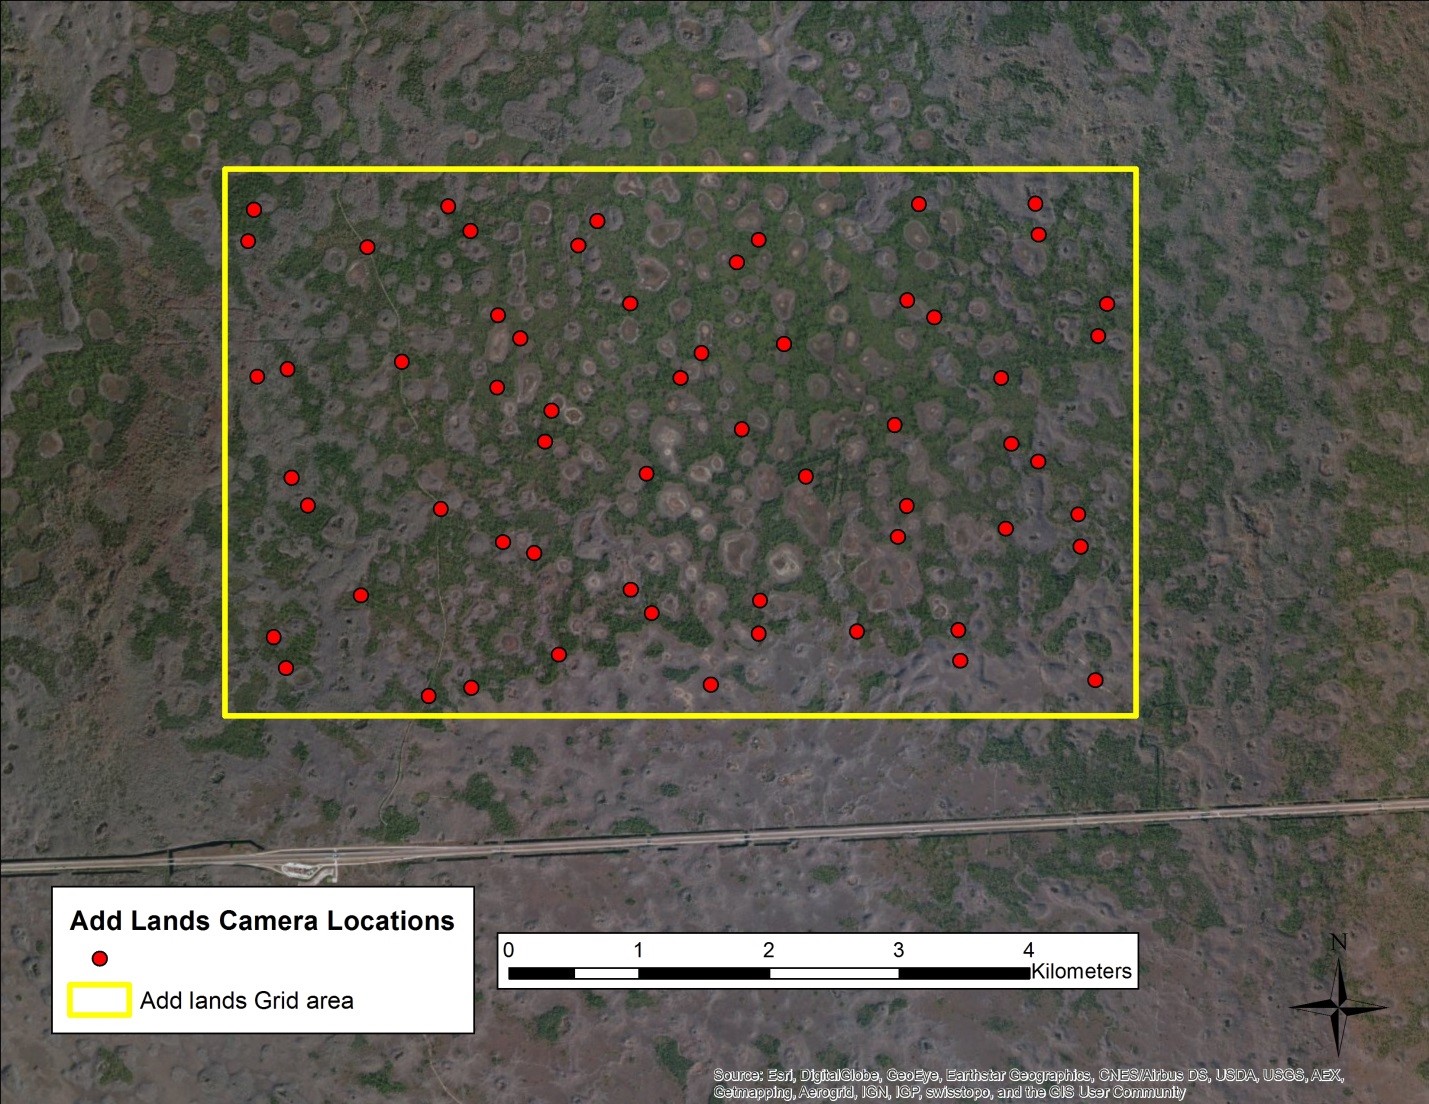 N
Add Lands Camera Locations
Add lands Grid area
0 1 2 3 4
Kilometers
Source: Esri, DigitalGlobe, GeoEye, Earthstar Geographics, CNES/Airbus DS, USDA, USGS, AEX,
Getmapping, Aerogrid, IGN, IGP, swisstopo, and the GIS User Community